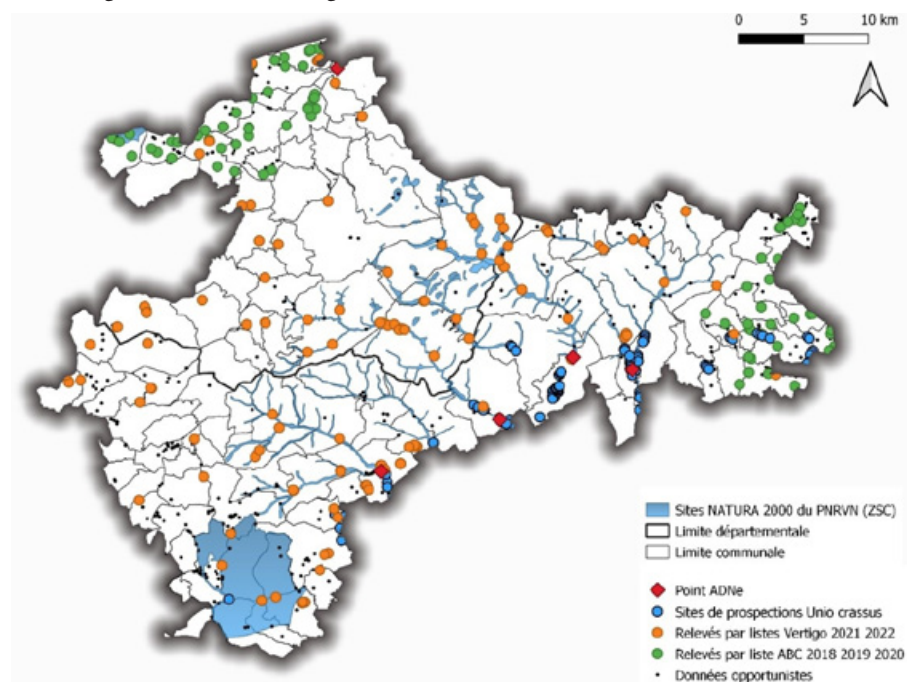 0 5 10 km
Sites NATURA 2000 du PNRVN (ZSC)
Limite départementale
Limite communale
Point ADNe
Sites de prospections Unio crassus
Relevés par listes Vertigo 2021 2022
Relevés par liste ABC 2018 2019 2020
Données opportunistes